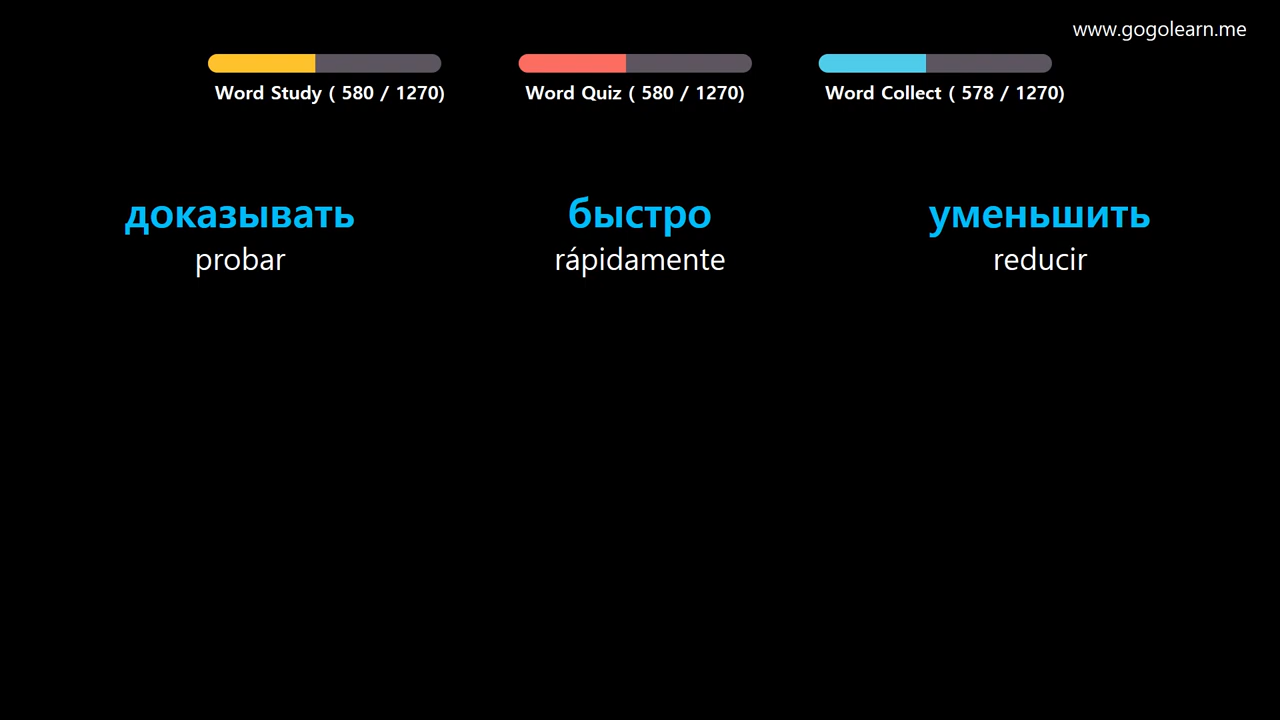 www.gogolearn.me
Word Study ( 580 / 1270)
Word Quiz ( 580 / 1270)
Word Collect ( 578 / 1270)
доказывать
probar
быстро
rápidamente
уменьшить
reducir